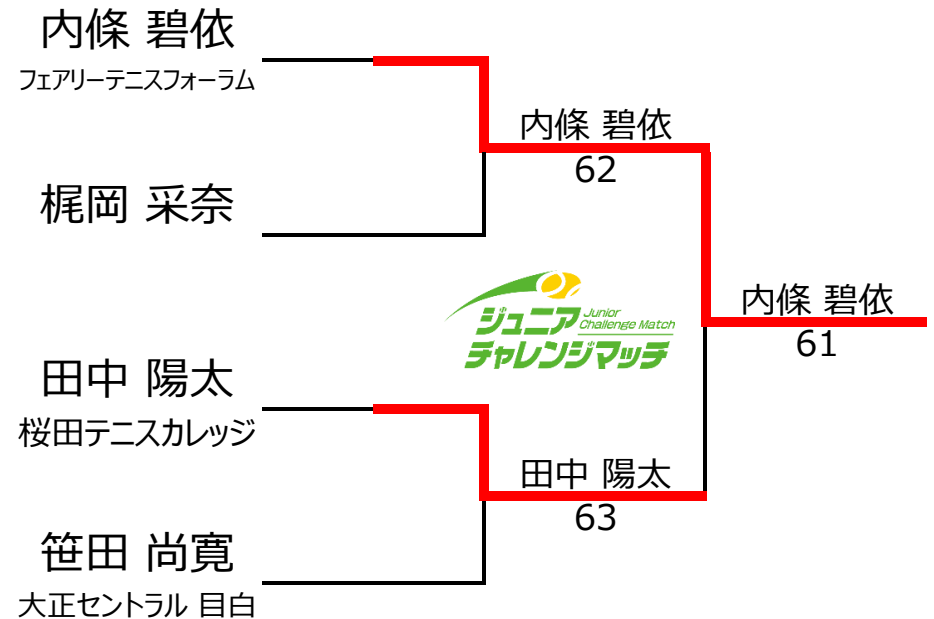 内條 碧依
フェアリーテニスフォーラム
内條 碧依
62
梶岡 采奈
ジュニア
Junior
Challenge Match
チャレンジマッチ
内條 碧依
61
田中 陽太
桜田テニスカレッジ
田中 陽太
63
笹田 尚寛
大正セントラル 目白